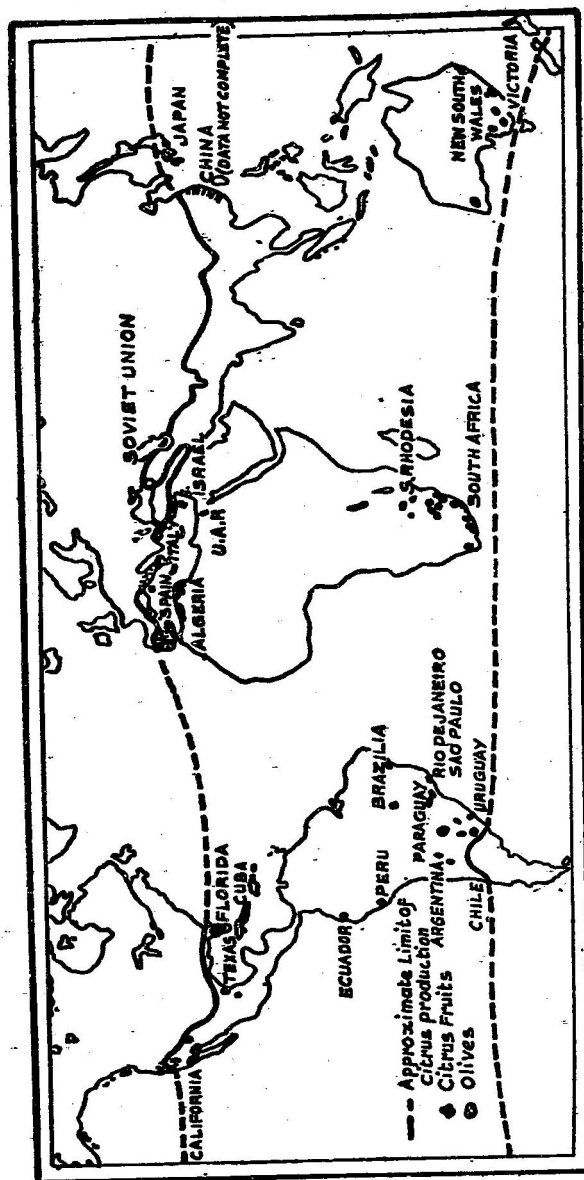 SOVIET UNION
JAPAN
CHINA
(DATA NOT COMPLETE)
SPAIN
ITALY
ALGERIA
ISRAEL
U.A.R
CALIFORNIA
TEXAS
FLORIDA
CUBA
ECUADOR
PERU
BRAZILIA
PARAGUAY
RIO DEJANEIRO
SAO PAULO
ARGENTINA
URUGUAY
CHILE
S. RHODESIA
SOUTH AFRICA
NEW SOUTH
WALES
VICTORIA
Approximate Limit of
Citrus production
Citrus Fruits
Olives